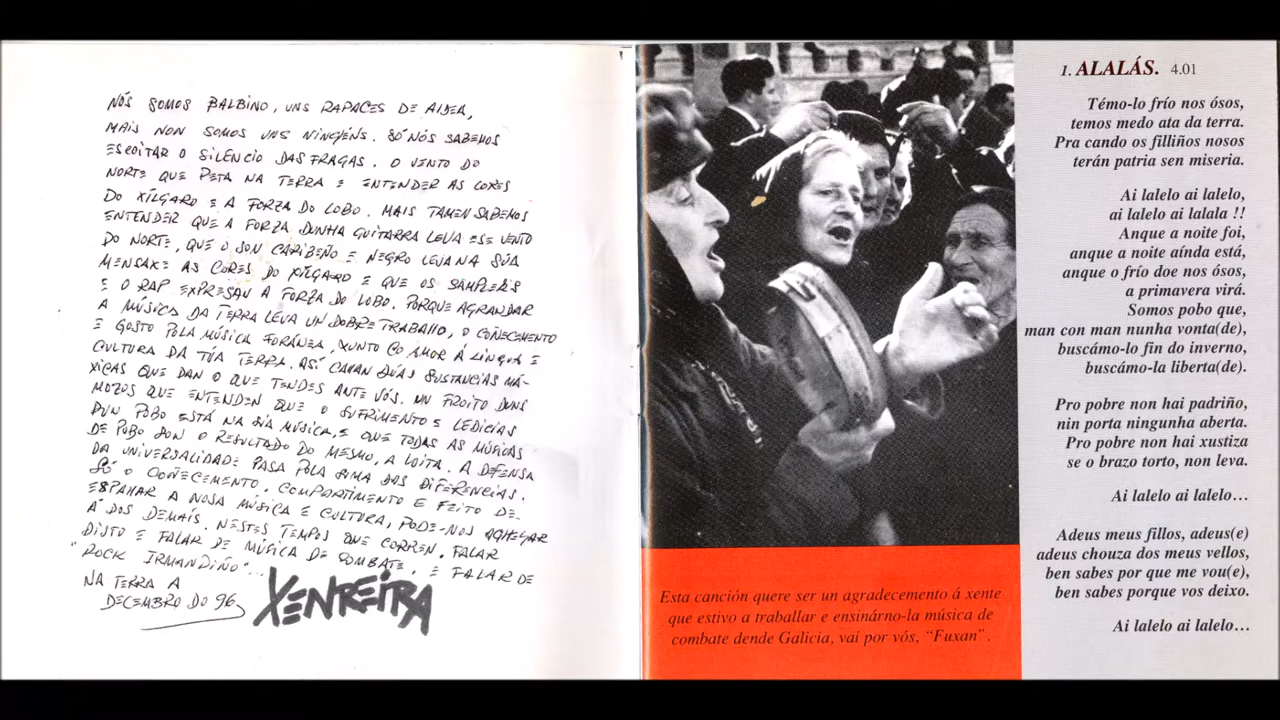 NÓS SOMOS BALBINO, UNS RAPACES DE ALDEA,
MAIS NON SOMOS UNS NINGÉNS. SÓ NÓS SABEMOS
ESCOITAR O SILENCIO DAS FRAGAS. O VENTO DO
NORTE QUE PETA NA TERRA E ENTENDER AS CORES
DO XÍLGARO E A FORZA DO LOBO. MAIS TAMEN SABEMOS
ENTENDER QUE A FORZA DUNHA GUITARRA LEVA ESE VENTO
DO NORTE, QUE O SON CARIBEÑO E NEGRO LEVA NA SÚA
MENSAXE AS CORES DO XÍLGARO E QUE OS SAMPLERS
E O RAP EXPRESAN A FORZA DO LOBO. PORQUE AGRANDAR
A MÚSICA DA TERRA LEVA UN DOBRE TRABALLO, O COÑECEMENTO
E GOSTO POLA MÚSICA FORÁNEA, XUNTO CO AMOR Á LINGUA E
CULTURA DA TÚA TERRA. ASÍ CASAN DÚAS SUSTANCIAS MÁ-
XICAS QUE DAN O QUE TENDES ANTE VÓS. UN FROITO DUNS
MOZOS QUE ENTENDEN QUE O SUFRIMENTO E LEDICIAS
DUN POBO ESTÁ NA SÚA MÚSICA, E QUE TODAS AS MÚSICAS
DE POBO SON O RESULTADO DO MESMO, A LOITA. A DEFENSA
DA UNIVERSALIDADE PASA POLA SUMA DAS DIFERENCIAS.
SÓ O COÑECEMENTO, COMPARTIMENTO E FEITO DE
ESPALLAR A NOSA MÚSICA E CULTURA, PODE-NOS ACHEGAR
Á DOS DEMAIS. NESTES TEMPOS QUE CORREN, FALAR
DISTO E FALAR DE MÚSICA DE COMBATE, E FALAR DE
"ROCK IRMANDIÑO"...
NA TERRA A
DECEMBRO DO 96
XENREIRA
1. ALALÁS. 4.01
Témo-lo frío nos ósos,
temos medo ata da terra.
Pra cando os filliños nosos
terán patria sen miseria.
Ai lalelo ai lalelo,
ai lalelo ai lalala !!
Anque a noite foi,
anque a noite aínda está,
anque o frío doe nos ósos,
a primavera virá.
Somos pobo que,
man con man nunha vonta(de),
buscámo-lo fin do inverno,
buscámo-la liberta(de).
Pro pobre non hai padriño,
nin porta ningunha aberta.
Pro pobre non hai xustiza
se o brazo torto, non leva.
Ai lalelo ai lalelo…
Adeus meus fillos, adeus(e)
adeus chouza dos meus vellos,
ben sabes por que me vou(e),
ben sabes porque vos deixo.
Ai lalelo ai lalelo…
Esta canción quere ser un agradecemento á xente
que estivo a traballar e ensinárno-la música de
combate dende Galicia, vai por vós, “Fuxan”.